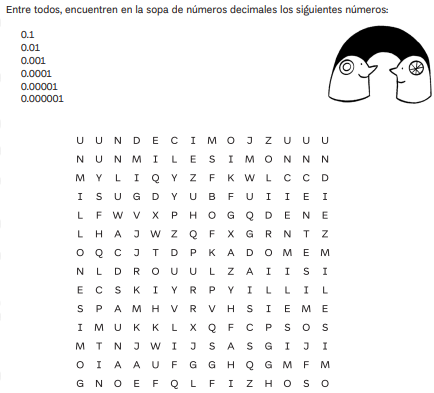 Entre todos, encuentren en la sopa de números decimales los siguientes números:
0.1
0.01
0.001
0.0001
0.00001
0.000001
U U N D E C I M O J Z U U U
N U N M I L E S I M O N N N
M Y L I Q Y Z F K W L C C D
I S U G D Y U B F U I I E I
L F W V X P H O G Q D E N E
L H A J W Z Q F X G R N T Z
O Q C J T D P K A D O M E M
N L D R O U U L Z A I I S I
E C S K I Y R P Y I L L I L
S P A M H V R V H S I E M E
I M U K K L X Q F C P S O S
M T N J W I J S A S G I J I
O I A A U F G G H Q G M F M
G N O E F Q L F I Z H O S O